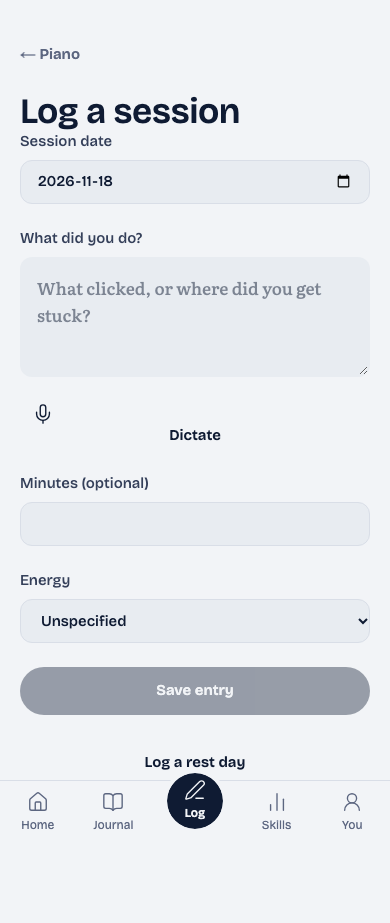 ← Piano
Log a session
Session date
2026-11-18
What did you do?
What clicked, or where did you get
stuck?
Dictate
Minutes (optional)
Energy
Unspecified
Save entry
Log a rest day
Home
Journal
Log
Skills
You